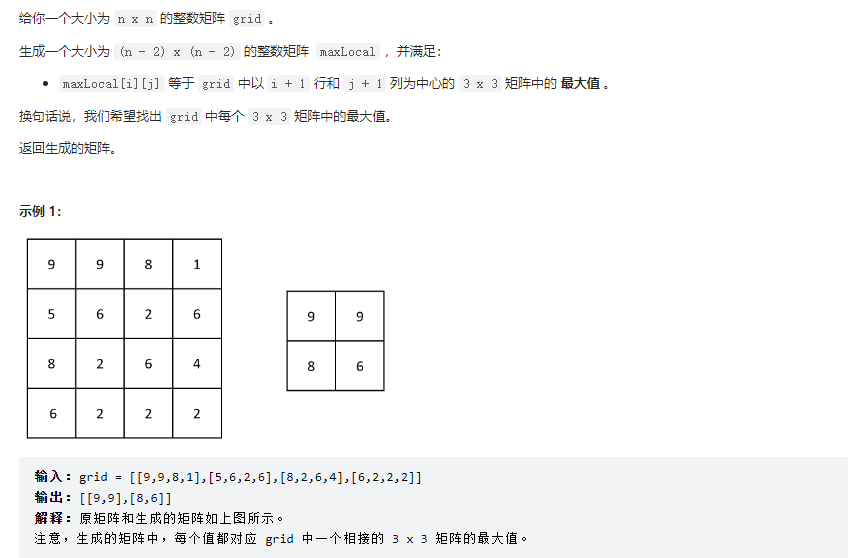 给你一个大小为 n x n 的整数矩阵 grid 。
生成一个大小为 (n - 2) x (n - 2) 的整数矩阵 maxLocal ，并满足：
• maxLocal[i][j] 等于 grid 中以 i + 1 行和 j + 1 列为中心的 3 x 3 矩阵中的 最大值 。
换句话说，我们希望找出 grid 中每个 3 x 3 矩阵中的最大值。
返回生成的矩阵。
示例 1：
9 9 8 1
5 6 2 6
8 2 6 4
6 2 2 2
9 9
8 6
输入：grid = [[9,9,8,1],[5,6,2,6],[8,2,6,4],[6,2,2,2]]
输出：[[9,9],[8,6]]
解释：原矩阵和生成的矩阵如上图所示。
注意，生成的矩阵中，每个值都对应 grid 中一个相接的 3 x 3 矩阵的最大值。